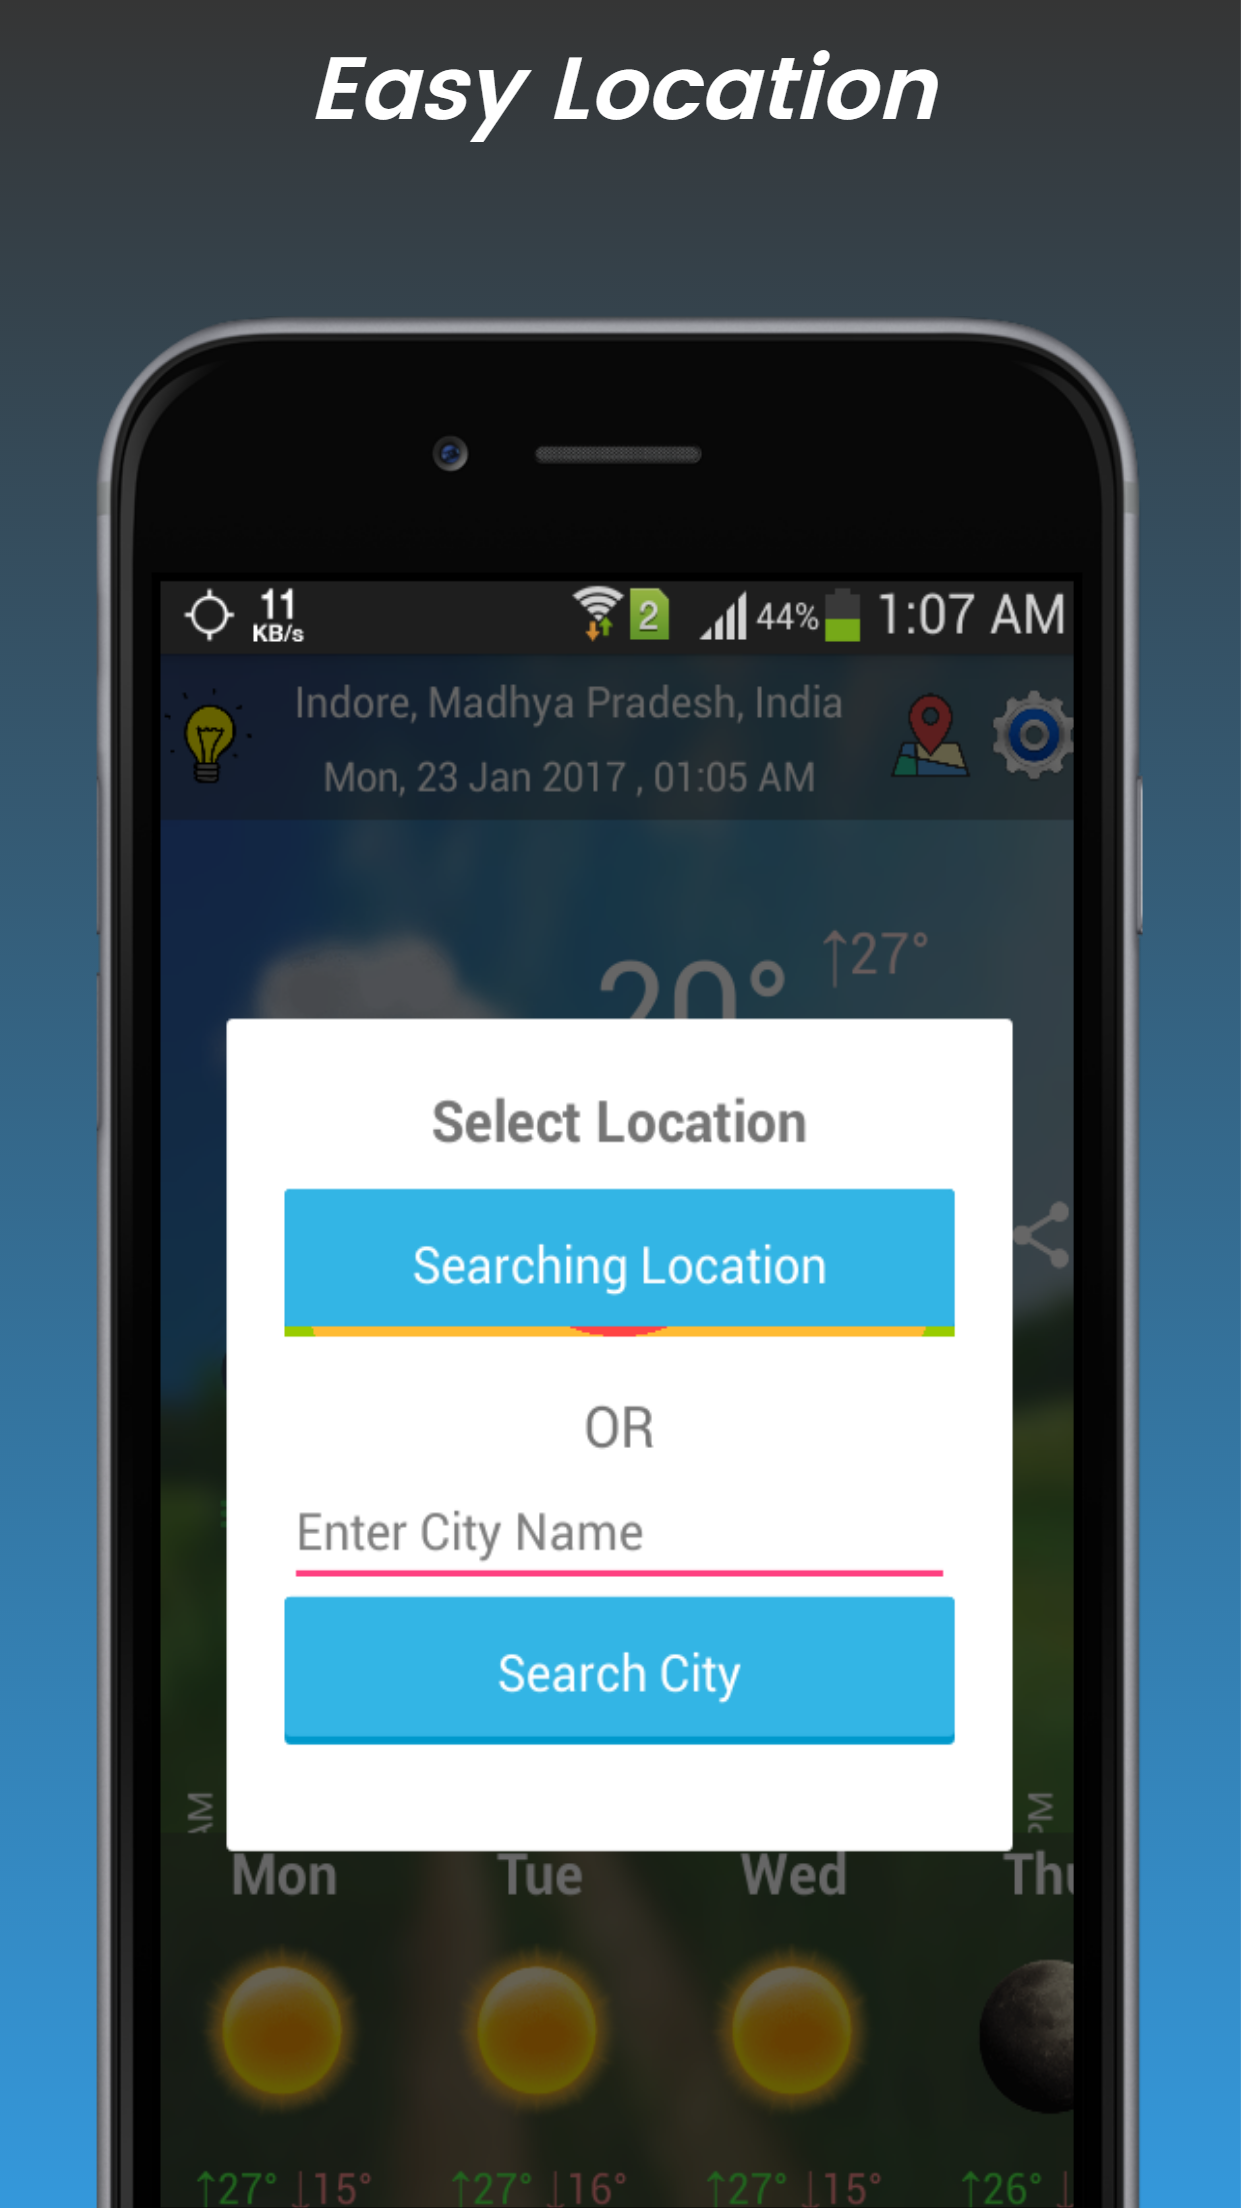 Easy Location
11
KB/s
2
44%
1:07 AM
Indore, Madhya Pradesh, India
Mon, 23 Jan 2017 , 01:05 AM
20°
↑27°
Select Location
Searching Location
OR
Enter City Name
Search City
AM
PM
Mon Tue Wed Thu
↑27° ↓15° ↑27° ↓16° ↑27° ↓15° ↑26° ↓